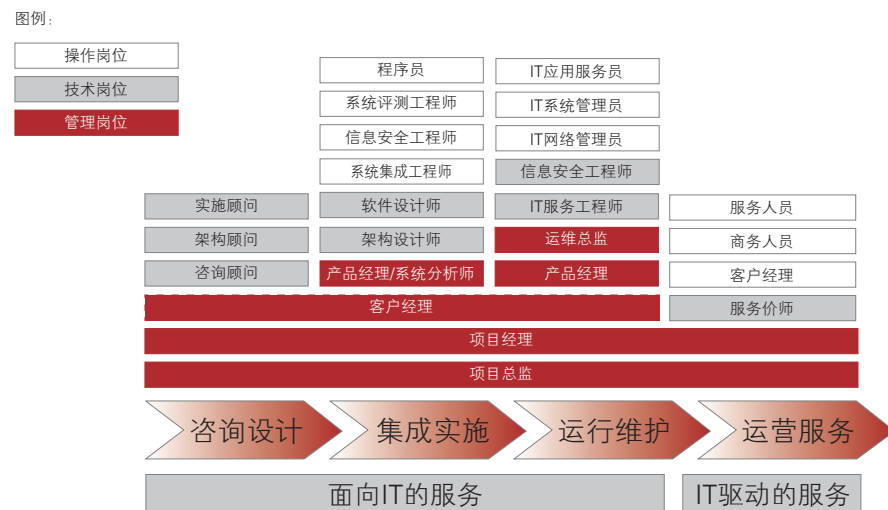 图例：
操作岗位
技术岗位
管理岗位
程序员
IT应用服务员
系统评测工程师
IT系统管理员
信息安全工程师
IT网络管理员
系统集成工程师
信息安全工程师
实施顾问
软件设计师
IT服务工程师
服务人员
架构顾问
架构设计师
运维总监
商务人员
咨询顾问
产品经理/系统分析师
产品经理
客户经理
客户经理
服务价师
项目经理
项目总监
咨询设计
集成实施
运行维护
运营服务
面向IT的服务
IT驱动的服务